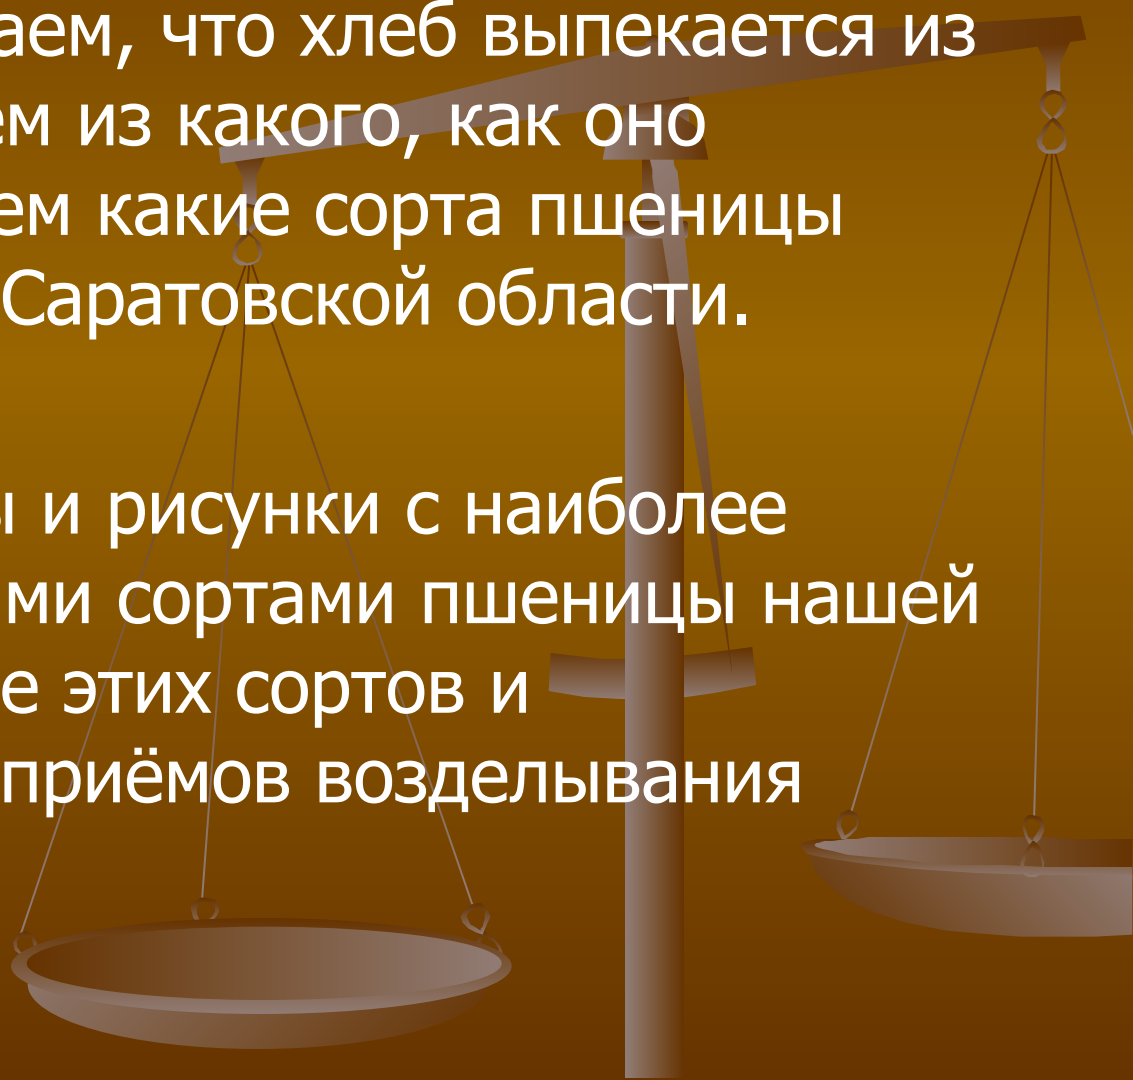 аем, что хлеб выпекается из
ем из какого, как оно
ем какие сорта пшеницы
Саратовской области.
ы и рисунки с наиболее
ми сортами пшеницы нашей
е этих сортов и
приёмов возделывания